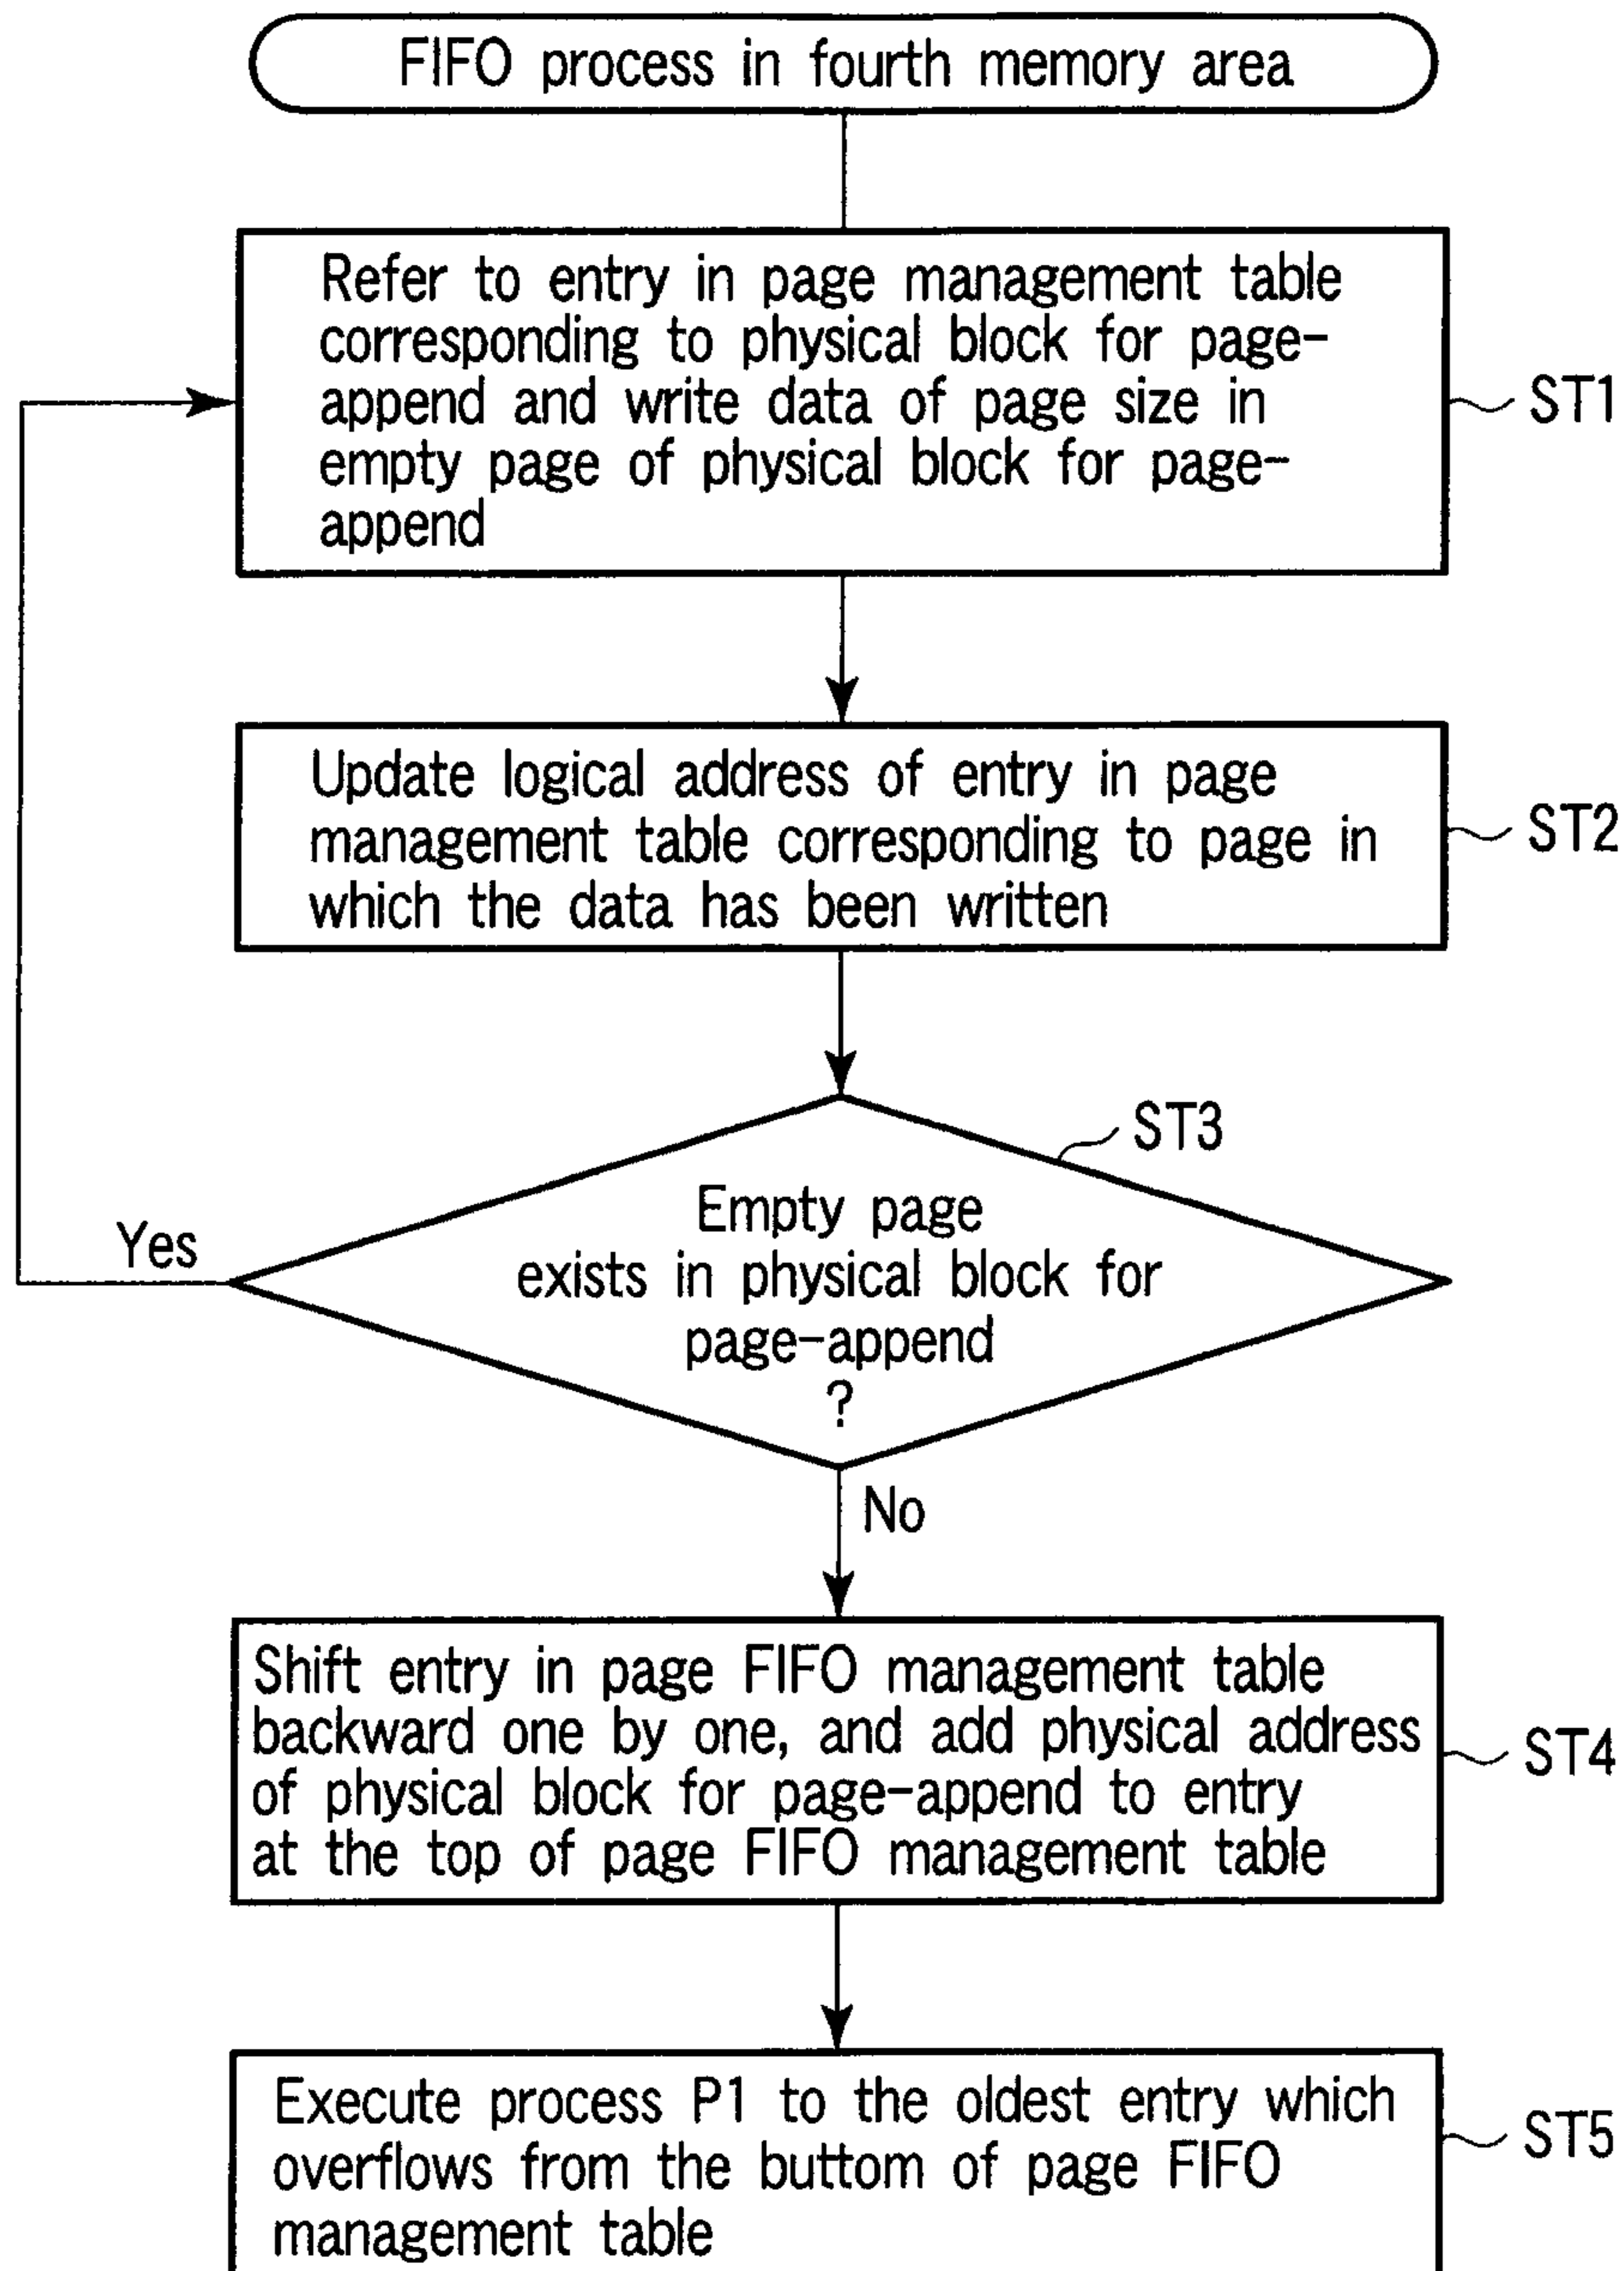 FIFO process in fourth memory area
Refer to entry in page management table
corresponding to physical block for page-
append and write data of page size in
empty page of physical block for page-
append
ST1
Update logical address of entry in page
management table corresponding to page in
which the data has been written
ST2
ST3
Empty page
exists in physical block for
page-append
?
Yes
No
Shift entry in page FIFO management table
backward one by one, and add physical address
of physical block for page-append to entry
at the top of page FIFO management table
ST4
Execute process P1 to the oldest entry which
overflows from the buttom of page FIFO
management table
ST5